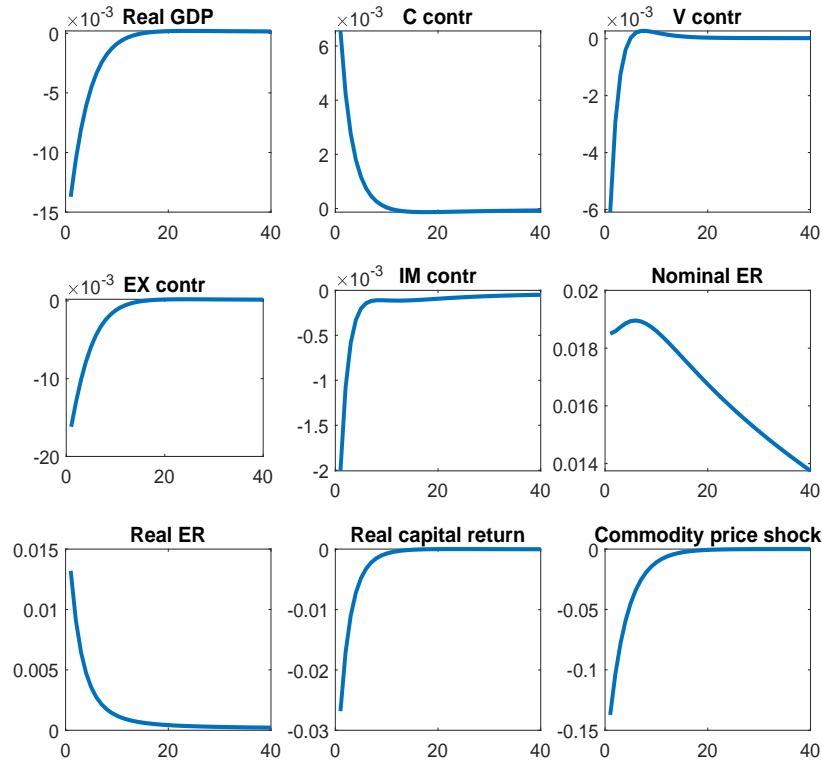 ×10⁻³ Real GDP
0
-5
-10
-15
0 20 40
C contr
6 ×10⁻³
4
2
0
0 20 40
×10⁻³ V contr
0
-2
-4
-6
0 20 40
×10⁻³ EX contr
0
-10
-20
0 20 40
×10⁻³ IM contr
0
-0.5
-1
-1.5
-2
0 20 40
Nominal ER
0.02
0.018
0.016
0.014
0 20 40
Real ER
0.015
0.01
0.005
0
0 20 40
Real capital return
0
-0.01
-0.02
-0.03
0 20 40
Commodity price shock
0
-0.05
-0.1
-0.15
0 20 40